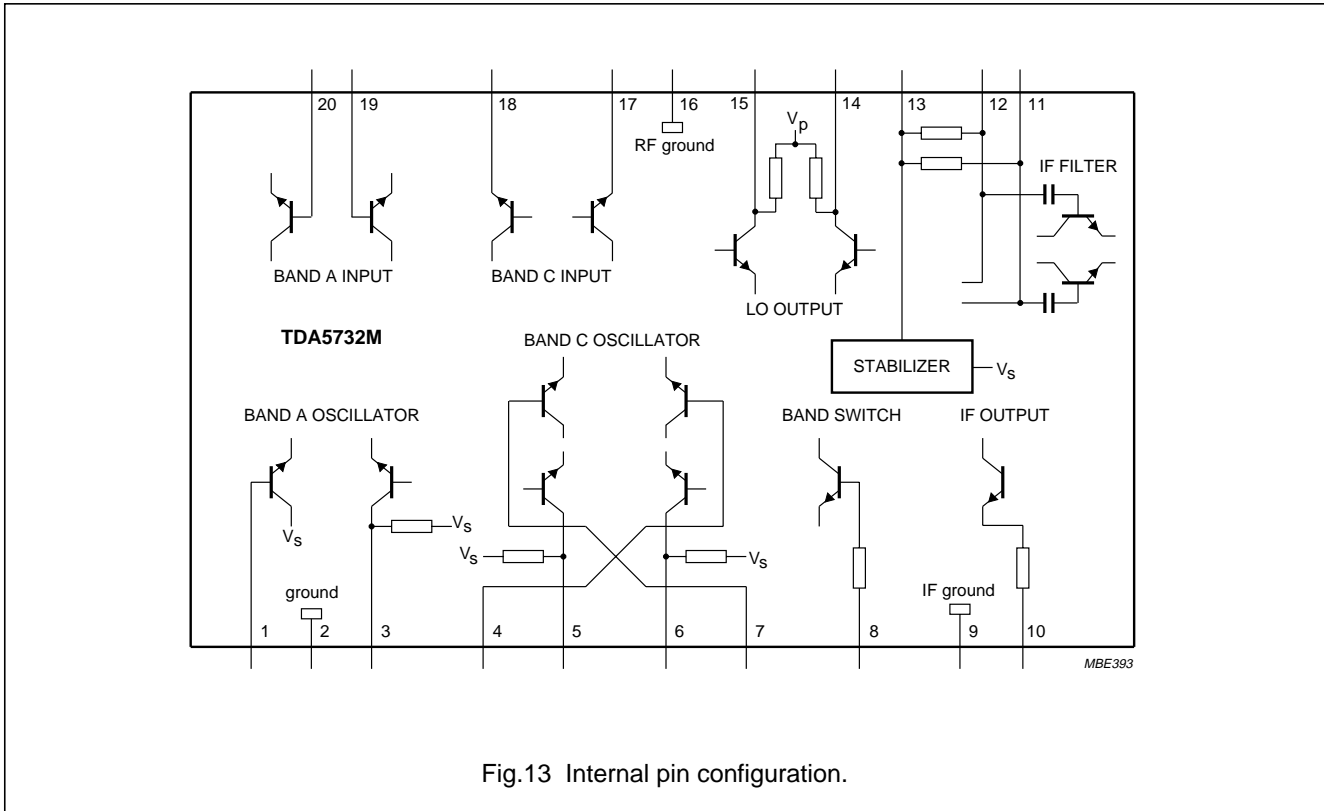 20 19 18 17 16 15 14 13 12 11
Vp
RF ground
IF FILTER
BAND A INPUT
BAND C INPUT
LO OUTPUT
TDA5732M
BAND C OSCILLATOR
STABILIZER
Vs
BAND A OSCILLATOR
BAND SWITCH
IF OUTPUT
Vs
Vs
Vs
Vs
ground
IF ground
1 2 3 4 5 6 7 8 9 10
MBE393
Fig.13 Internal pin configuration.